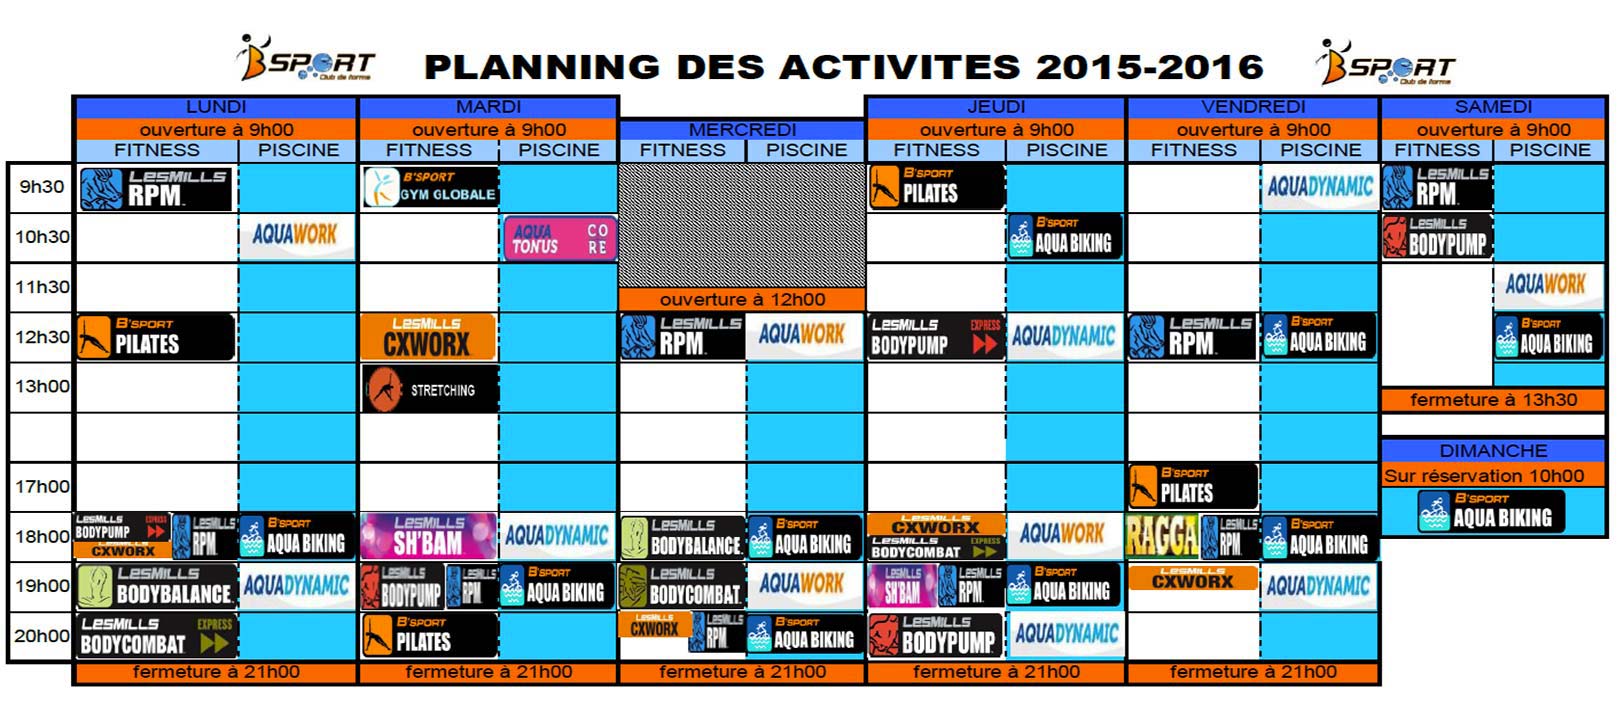 BSPORT
Club de forme
PLANNING DES ACTIVITES 2015-2016
BSPORT
Club de forme
LUNDI MARDI JEUDI VENDREDI SAMEDI
ouverture à 9h00 ouverture à 9h00 MERCREDI ouverture à 9h00 ouverture à 9h00 ouverture à 9h00
FITNESS PISCINE FITNESS PISCINE FITNESS PISCINE FITNESS PISCINE FITNESS PISCINE FITNESS PISCINE
9h30 LESMILLS RPM B'SPORT GYM GLOBALE B'SPORT PILATES AQUADYNAMIC LESMILLS RPM
10h30 AQUAWORK AQUA TONUS CORE B'SPORT AQUA BIKING LESMILLS BODYPUMP
11h30 ouverture à 12h00 AQUAWORK
12h30 B'SPORT PILATES LESMILLS CXWORX LESMILLS RPM AQUAWORK LESMILLS BODYPUMP EXPRESS AQUADYNAMIC LESMILLS RPM B'SPORT AQUA BIKING B'SPORT AQUA BIKING
13h00 STRETCHING fermeture à 13h30
DIMANCHE
Sur réservation 10h00
B'SPORT AQUA BIKING
17h00 B'SPORT PILATES
18h00 LESMILLS BODYPUMP EXPRESS CXWORX LESMILLS RPM B'SPORT AQUA BIKING LESMILLS SH'BAM AQUADYNAMIC LESMILLS BODYBALANCE B'SPORT AQUA BIKING LESMILLS CXWORX LESMILLS BODYCOMBAT EXPRESS AQUAWORK RAGGA LESMILLS RPM B'SPORT AQUA BIKING
19h00 LESMILLS BODYBALANCE AQUADYNAMIC LESMILLS BODYPUMP LESMILLS RPM B'SPORT AQUA BIKING LESMILLS BODYCOMBAT AQUAWORK LESMILLS SH'BAM LESMILLS RPM B'SPORT AQUA BIKING LESMILLS CXWORX AQUADYNAMIC
20h00 LESMILLS BODYCOMBAT EXPRESS B'SPORT PILATES LESMILLS CXWORX LESMILLS RPM B'SPORT AQUA BIKING LESMILLS BODYPUMP AQUADYNAMIC
fermeture à 21h00 fermeture à 21h00 fermeture à 21h00 fermeture à 21h00 fermeture à 21h00